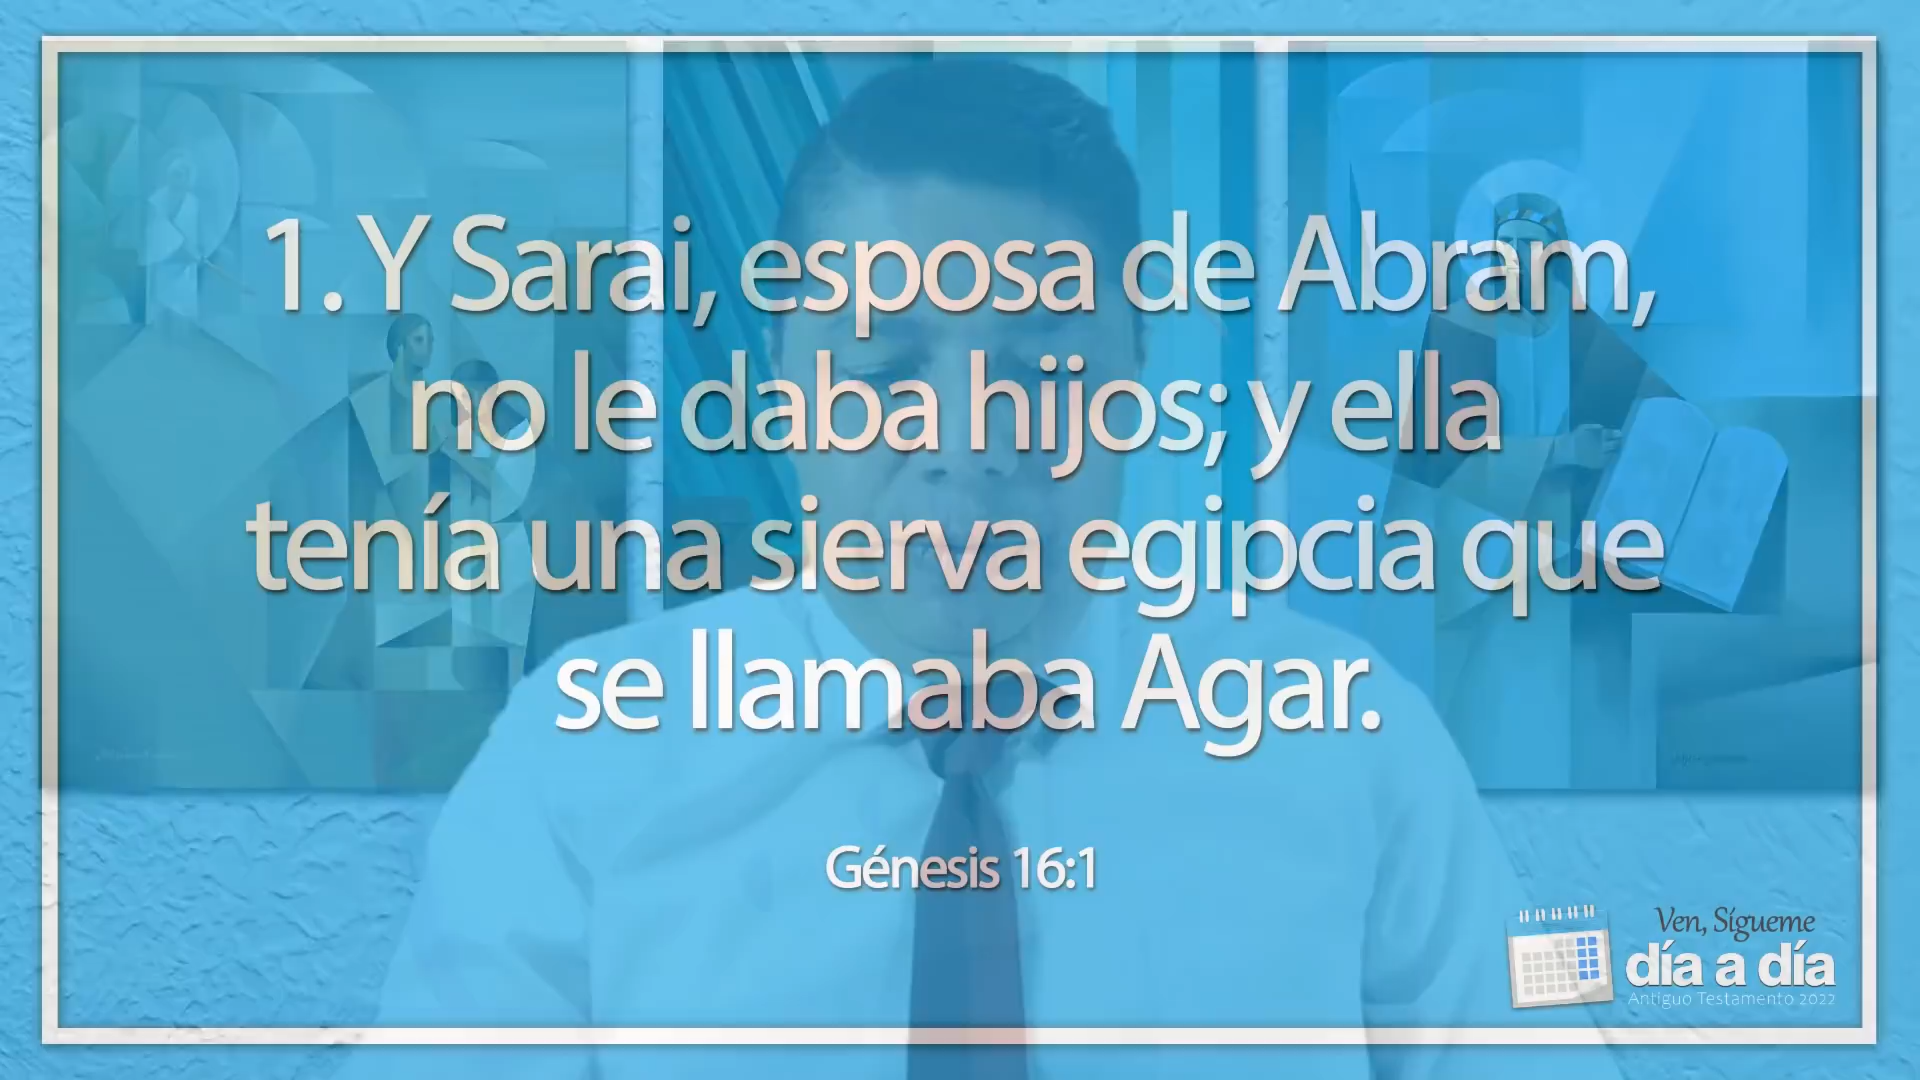 1. Y Sarai, esposa de Abram,
no le daba hijos; y ella
tenía una sierva egipcia que
se llamaba Agar.
Génesis 16:1
Ven, Sígueme
día a día
Antiguo Testamento 2022